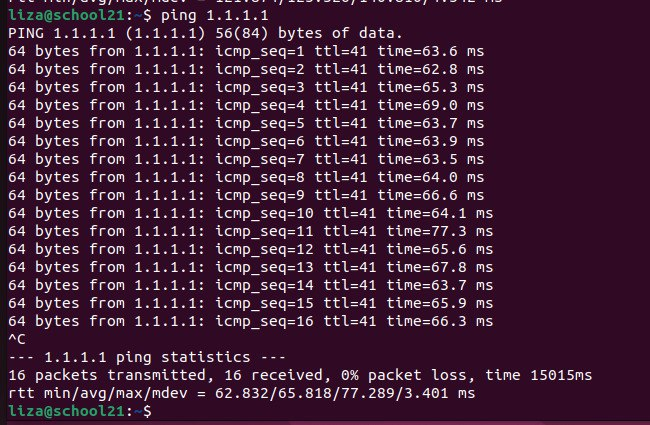 liza@school21:~$ ping 1.1.1.1
PING 1.1.1.1 (1.1.1.1) 56(84) bytes of data.
64 bytes from 1.1.1.1: icmp_seq=1 ttl=41 time=63.6 ms
64 bytes from 1.1.1.1: icmp_seq=2 ttl=41 time=62.8 ms
64 bytes from 1.1.1.1: icmp_seq=3 ttl=41 time=65.3 ms
64 bytes from 1.1.1.1: icmp_seq=4 ttl=41 time=69.0 ms
64 bytes from 1.1.1.1: icmp_seq=5 ttl=41 time=63.7 ms
64 bytes from 1.1.1.1: icmp_seq=6 ttl=41 time=63.9 ms
64 bytes from 1.1.1.1: icmp_seq=7 ttl=41 time=63.5 ms
64 bytes from 1.1.1.1: icmp_seq=8 ttl=41 time=64.0 ms
64 bytes from 1.1.1.1: icmp_seq=9 ttl=41 time=66.6 ms
64 bytes from 1.1.1.1: icmp_seq=10 ttl=41 time=64.1 ms
64 bytes from 1.1.1.1: icmp_seq=11 ttl=41 time=77.3 ms
64 bytes from 1.1.1.1: icmp_seq=12 ttl=41 time=65.6 ms
64 bytes from 1.1.1.1: icmp_seq=13 ttl=41 time=67.8 ms
64 bytes from 1.1.1.1: icmp_seq=14 ttl=41 time=63.7 ms
64 bytes from 1.1.1.1: icmp_seq=15 ttl=41 time=65.9 ms
64 bytes from 1.1.1.1: icmp_seq=16 ttl=41 time=66.3 ms
^C
--- 1.1.1.1 ping statistics ---
16 packets transmitted, 16 received, 0% packet loss, time 15015ms
rtt min/avg/max/mdev = 62.832/65.818/77.289/3.401 ms
liza@school21:~$